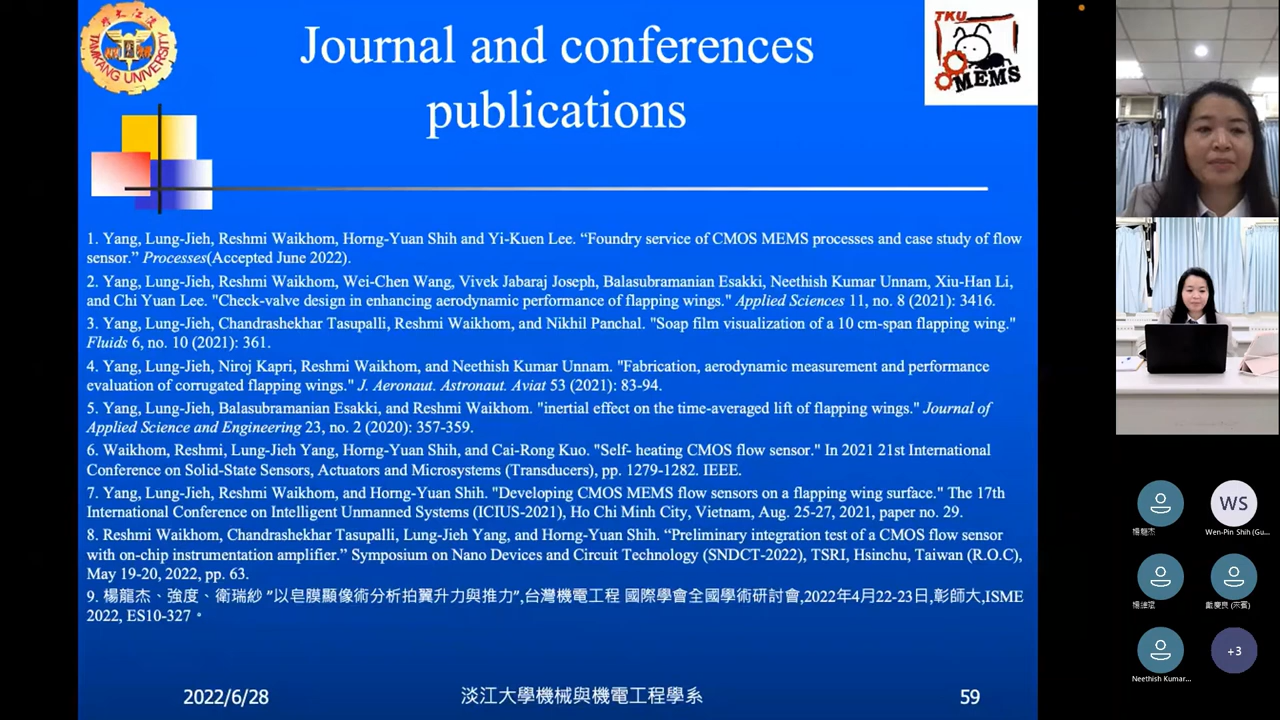 Journal and conferences
publications
TAMKANG UNIVERSITY
TKU
MEMS
1. Yang, Lung-Jieh, Reshmi Waikhom, Horng-Yuan Shih and Yi-Kuen Lee. “Foundry service of CMOS MEMS processes and case study of flow
sensor.” Processes(Accepted June 2022).
2. Yang, Lung-Jieh, Reshmi Waikhom, Wei-Chen Wang, Vivek Jabaraj Joseph, Balasubramanian Esakki, Neethish Kumar Unnam, Xiu-Han Li,
and Chi Yuan Lee. "Check-valve design in enhancing aerodynamic performance of flapping wings." Applied Sciences 11, no. 8 (2021): 3416.
3. Yang, Lung-Jieh, Chandrashekhar Tasupalli, Reshmi Waikhom, and Nikhil Panchal. "Soap film visualization of a 10 cm-span flapping wing."
Fluids 6, no. 10 (2021): 361.
4. Yang, Lung-Jieh, Niroj Kapri, Reshmi Waikhom, and Neethish Kumar Unnam. "Fabrication, aerodynamic measurement and performance
evaluation of corrugated flapping wings." J. Aeronaut. Astronaut. Aviat 53 (2021): 83-94.
5. Yang, Lung-Jieh, Balasubramanian Esakki, and Reshmi Waikhom. "inertial effect on the time-averaged lift of flapping wings." Journal of
Applied Science and Engineering 23, no. 2 (2020): 357-359.
6. Waikhom, Reshmi, Lung-Jieh Yang, Horng-Yuan Shih, and Cai-Rong Kuo. "Self- heating CMOS flow sensor." In 2021 21st International
Conference on Solid-State Sensors, Actuators and Microsystems (Transducers), pp. 1279-1282. IEEE.
7. Yang, Lung-Jieh, Reshmi Waikhom, and Horng-Yuan Shih. "Developing CMOS MEMS flow sensors on a flapping wing surface." The 17th
International Conference on Intelligent Unmanned Systems (ICIUS-2021), Ho Chi Minh City, Vietnam, Aug. 25-27, 2021, paper no. 29.
8. Reshmi Waikhom, Chandrashekhar Tasupalli, Lung-Jieh Yang, and Horng-Yuan Shih. “Preliminary integration test of a CMOS flow sensor
with on-chip instrumentation amplifier.” Symposium on Nano Devices and Circuit Technology (SNDCT-2022), TSRI, Hsinchu, Taiwan (R.O.C),
May 19-20, 2022, pp. 63.
9. 楊龍杰、強度、衛瑞紗 ”以皂膜顯像術分析拍翼升力與推力”,台灣機電工程 國際學會全國學術研討會,2022年4月22-23日,彰師大,ISME
2022, ES10-327。
2022/6/28
淡江大學機械與機電工程學系
59
WS
楊龍杰
Wen-Pin Shih (Gu...
戴慶良 (來賓)
Neethish Kumar...
+3